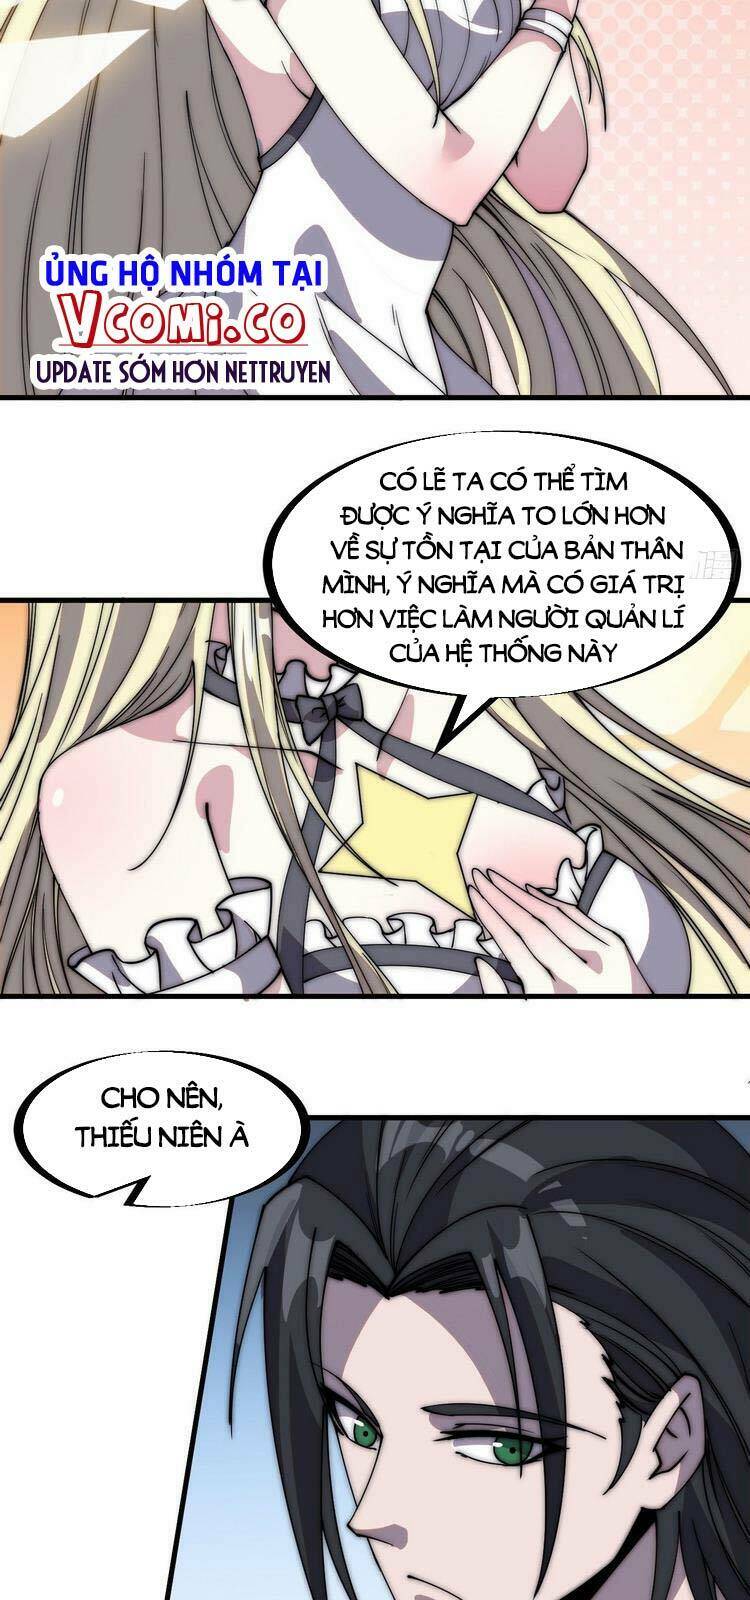 ỦNG HỘ NHÓM TẠI
VCOMI.CO
UPDATE SỚM HƠN NETTRUYEN
CÓ LẼ TA CÓ THỂ TÌM
ĐƯỢC Ý NGHĨA TO LỚN HƠN
VỀ SỰ TỒN TẠI CỦA BẢN THÂN
MÌNH, Ý NGHĨA MÀ CÓ GIÁ TRỊ
HƠN VIỆC LÀM NGƯỜI QUẢN LÍ
CỦA HỆ THỐNG NÀY
CHO NÊN,
THIẾU NIÊN À